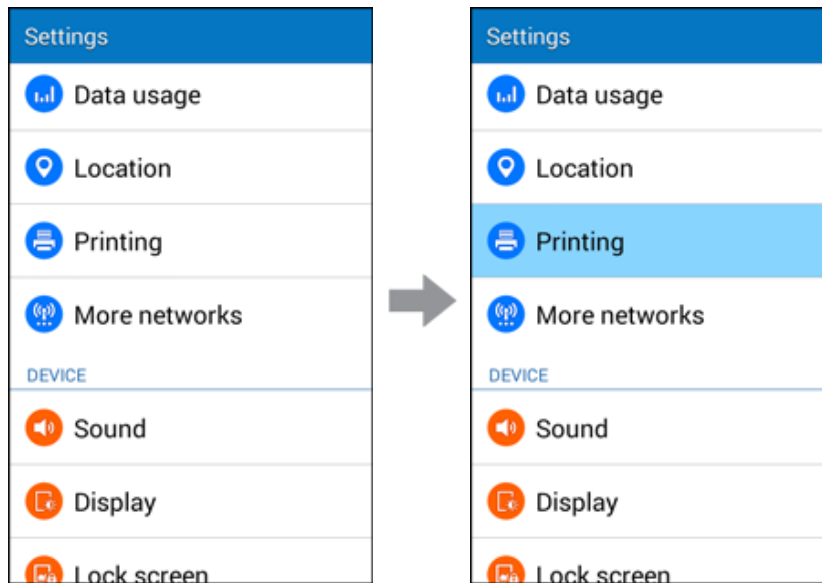 Settings
Data usage
Location
Printing
More networks
DEVICE
Sound
Display
Lock screen
Settings
Data usage
Location
Printing
More networks
DEVICE
Sound
Display
Lock screen